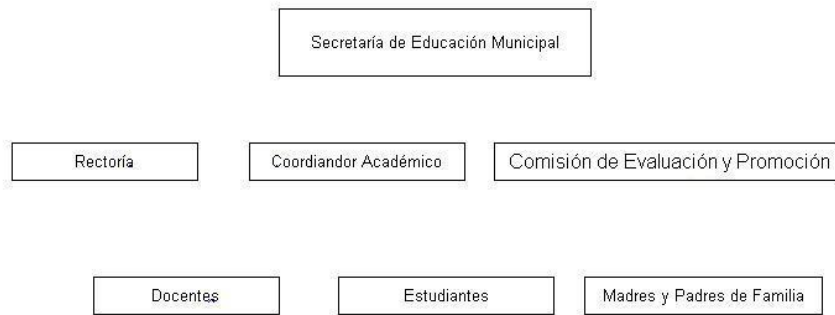 Secretaría de Educación Municipal
Rectoría
Coordiandor Académico
Comisión de Evaluación y Promoción
Docentes
Estudiantes
Madres y Padres de Familia